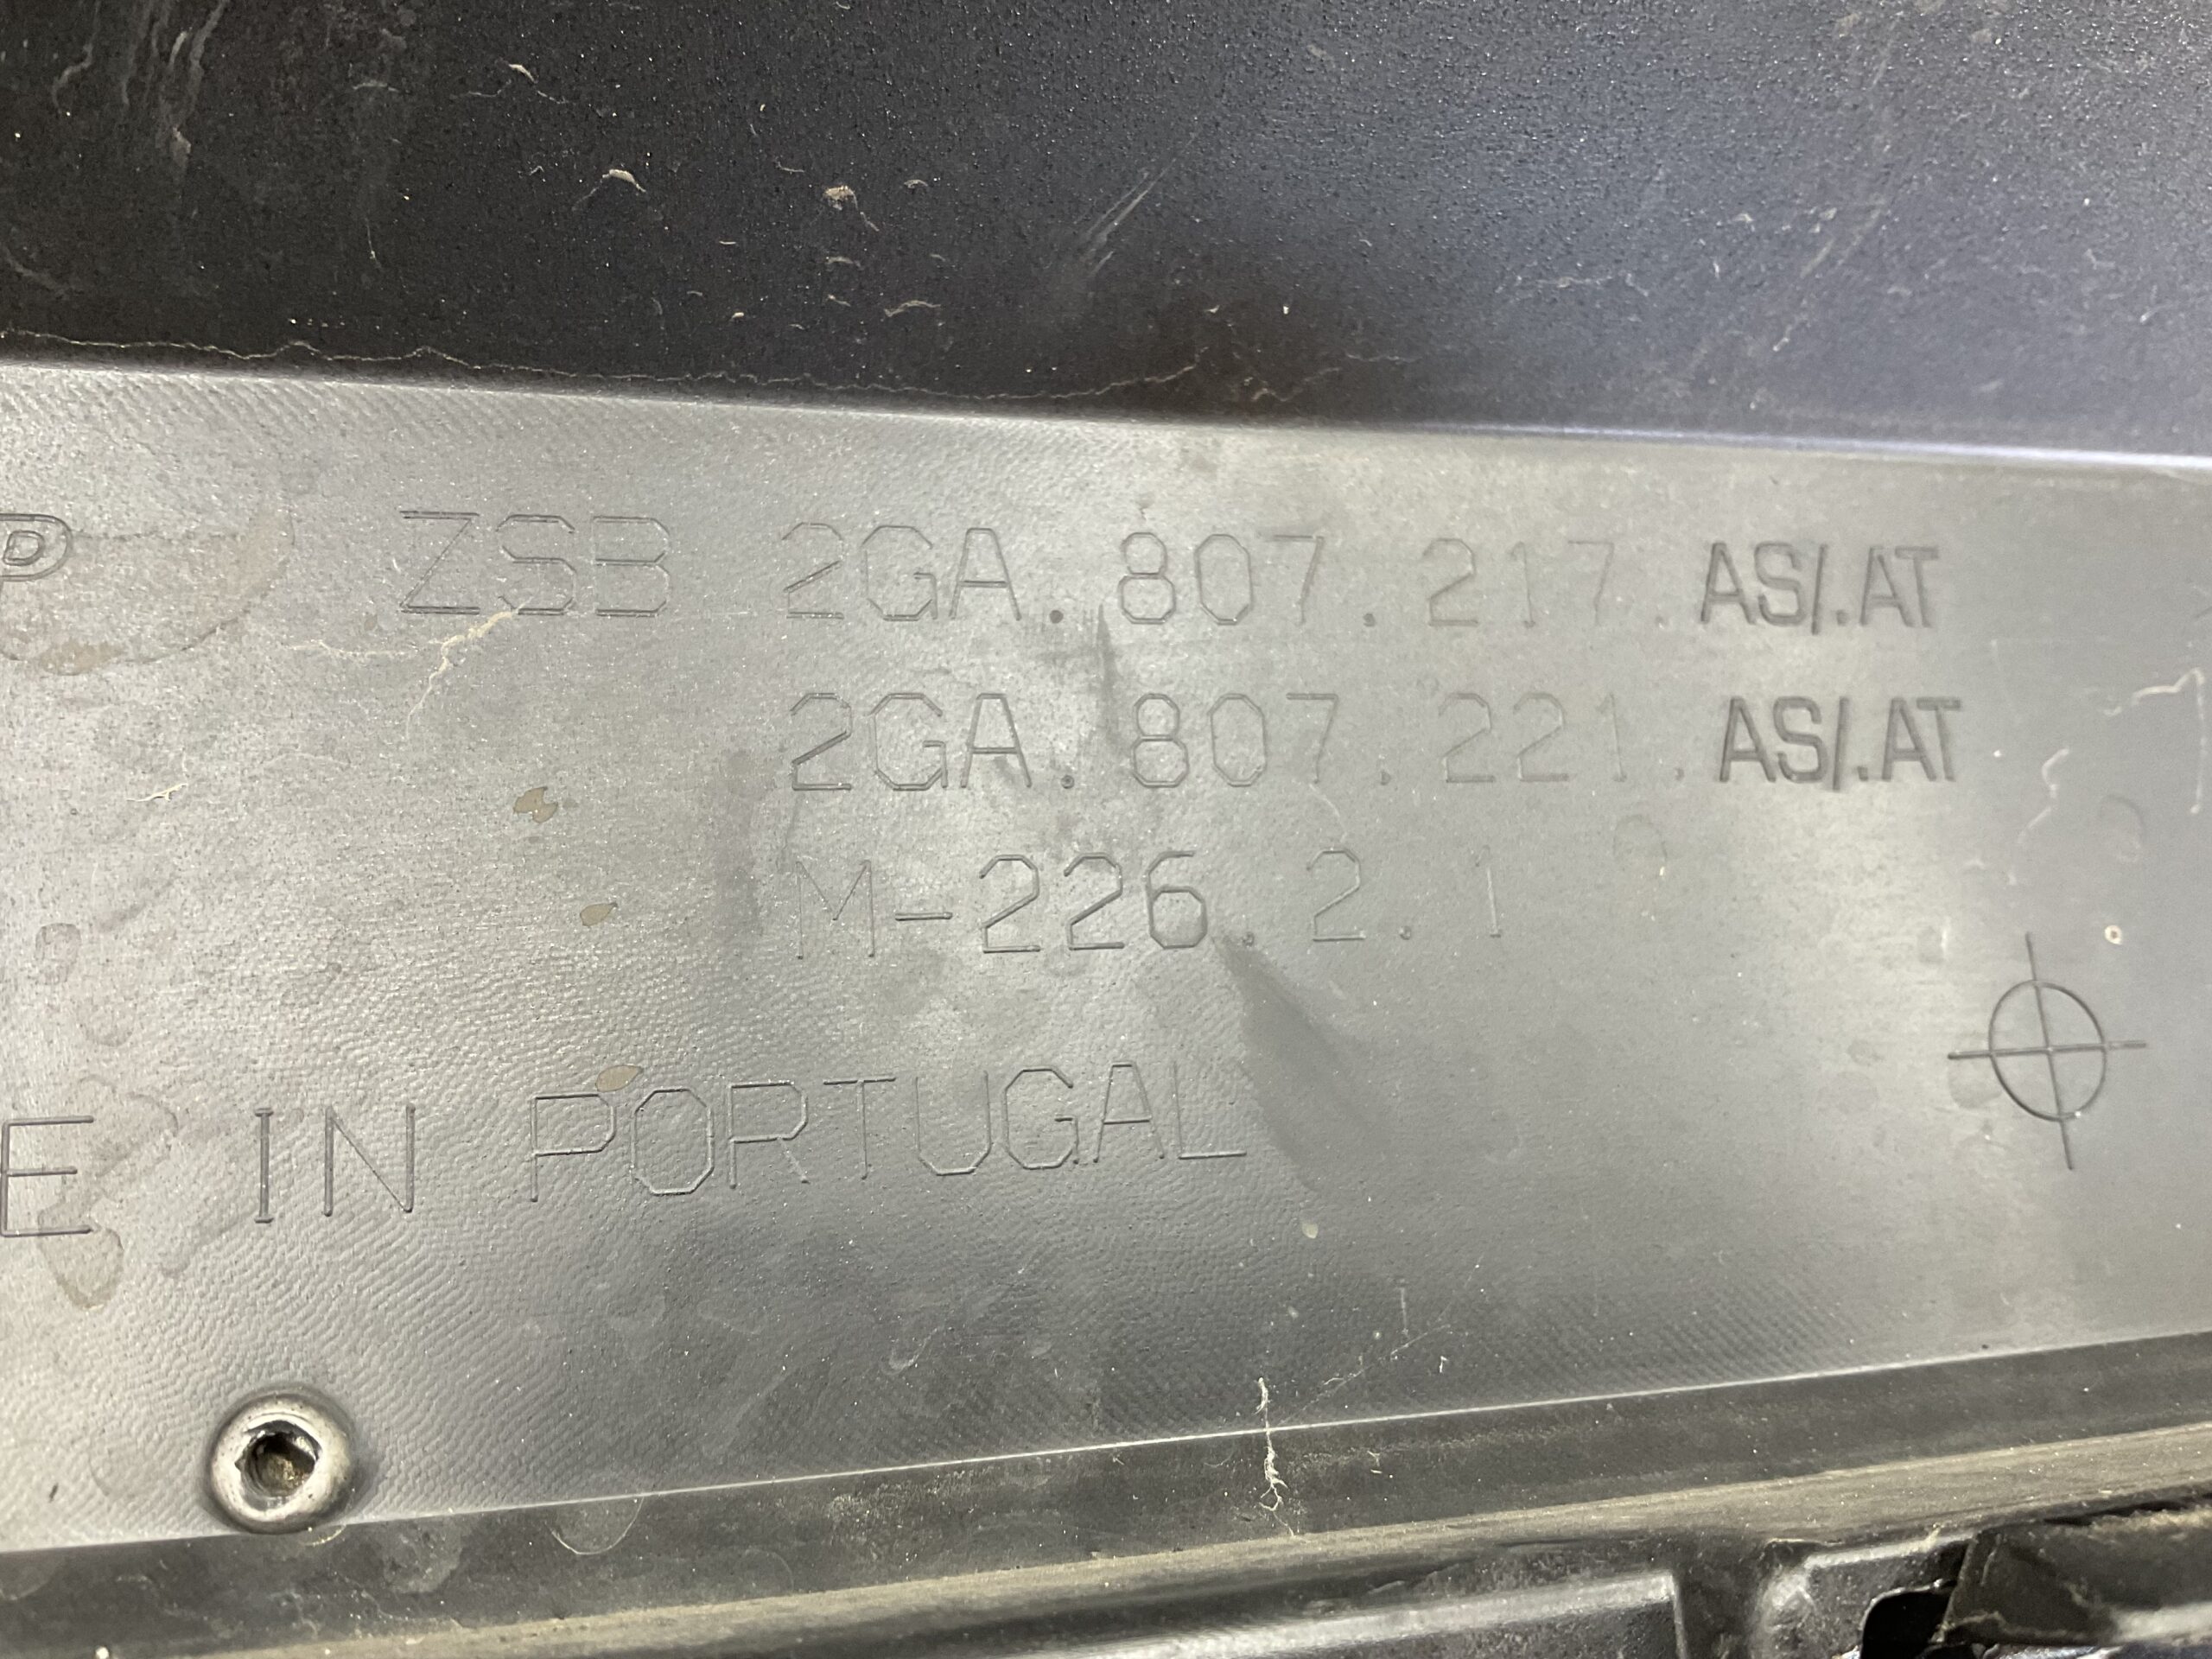 P ZSB 2GA.807.217.AS/.AT
2GA.807.221.AS/.AT
M-226.2.1
E IN PORTUGAL